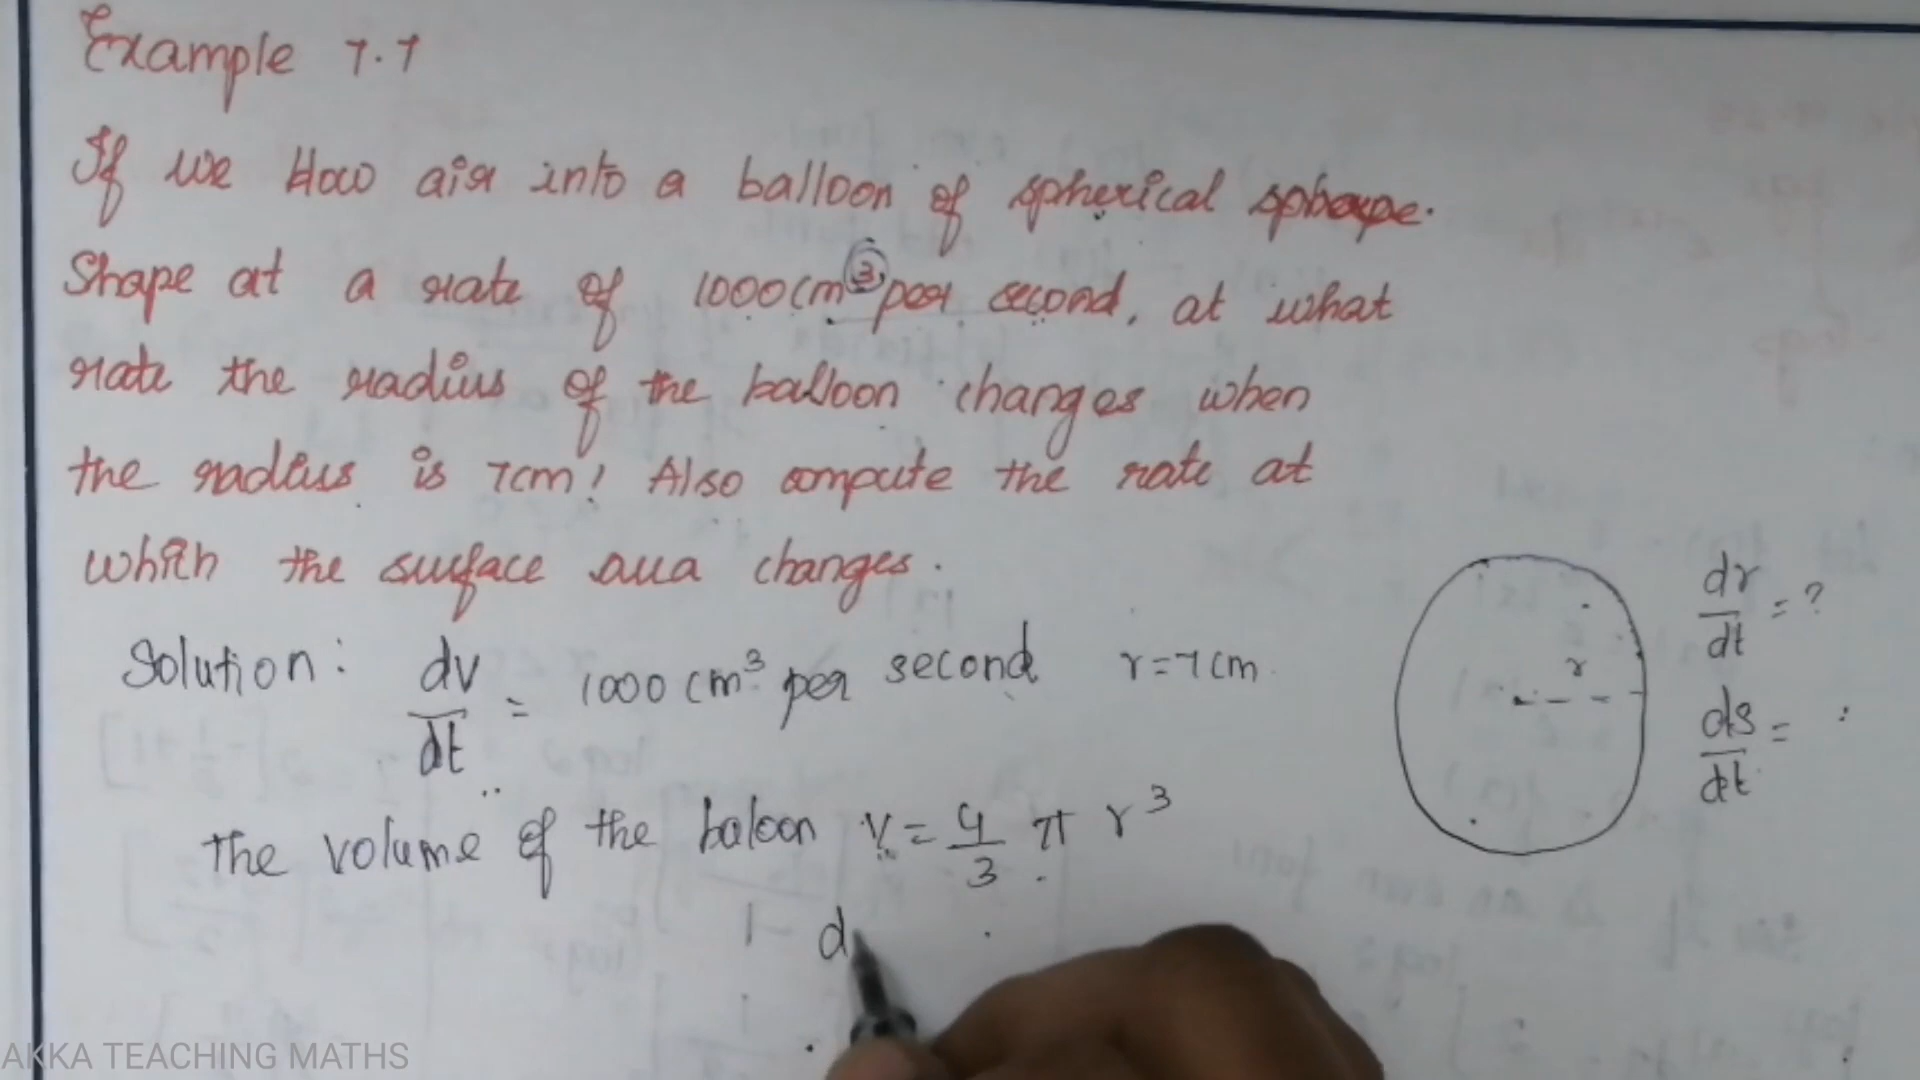 Example 7.7
If we blow air into a balloon of spherical
Shape at a rate of 1000cm³ per second, at what
rate the radius of the balloon changes when
the radius is 7cm? Also compute the rate at
which the surface area changes.
Solution: dv/dt = 1000 cm³ per second r=7cm
r
dr/dt = ?
ds/dt =
The volume of the baloon V = 4/3 π r³
d
AKKA TEACHING MATHS